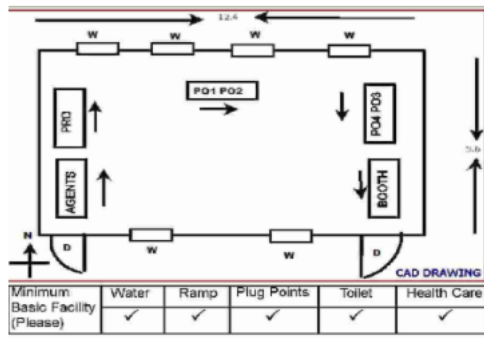 12.6
W W W W
PO1 PO2
PRO
PO4 PO3
5.6
AGENTS
BOOTH
N
D
W
W
D
CAD DRAWING
Minimum Basic Facility (Please) Water Ramp Plug Points Toilet Health Care
✓ ✓ ✓ ✓ ✓